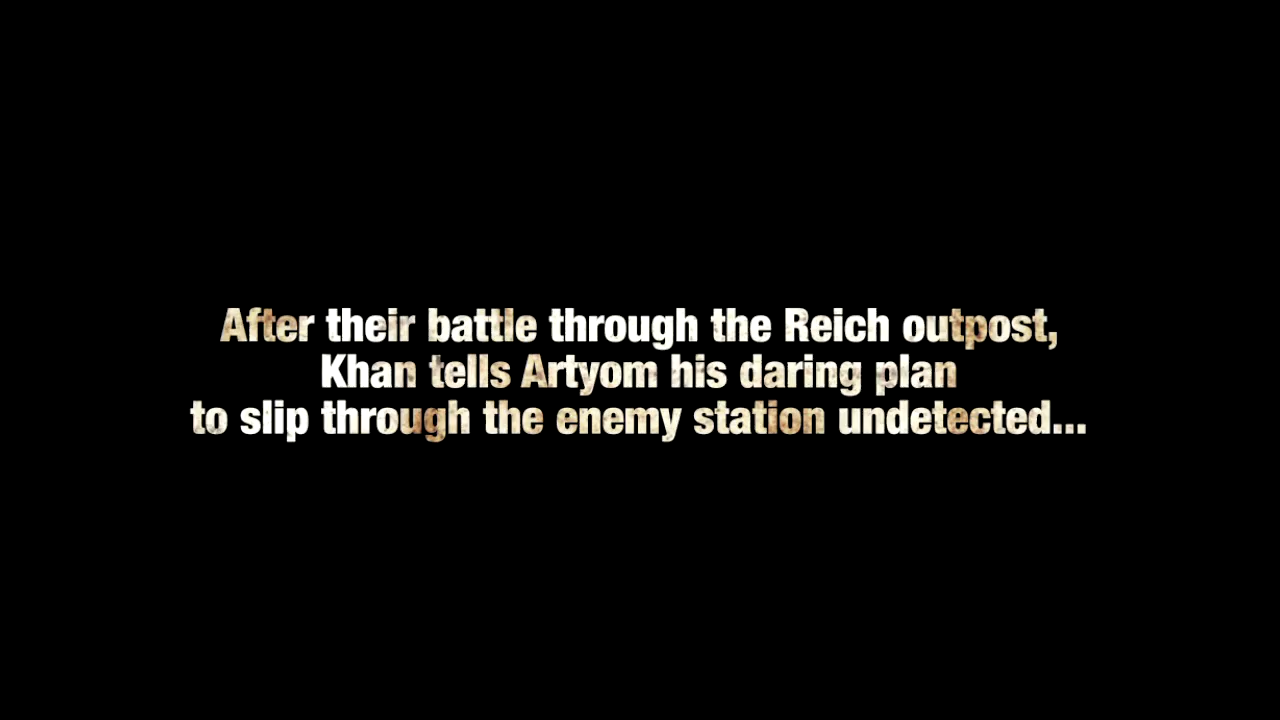 After their battle through the Reich outpost,
Khan tells Artyom his daring plan
to slip through the enemy station undetected...